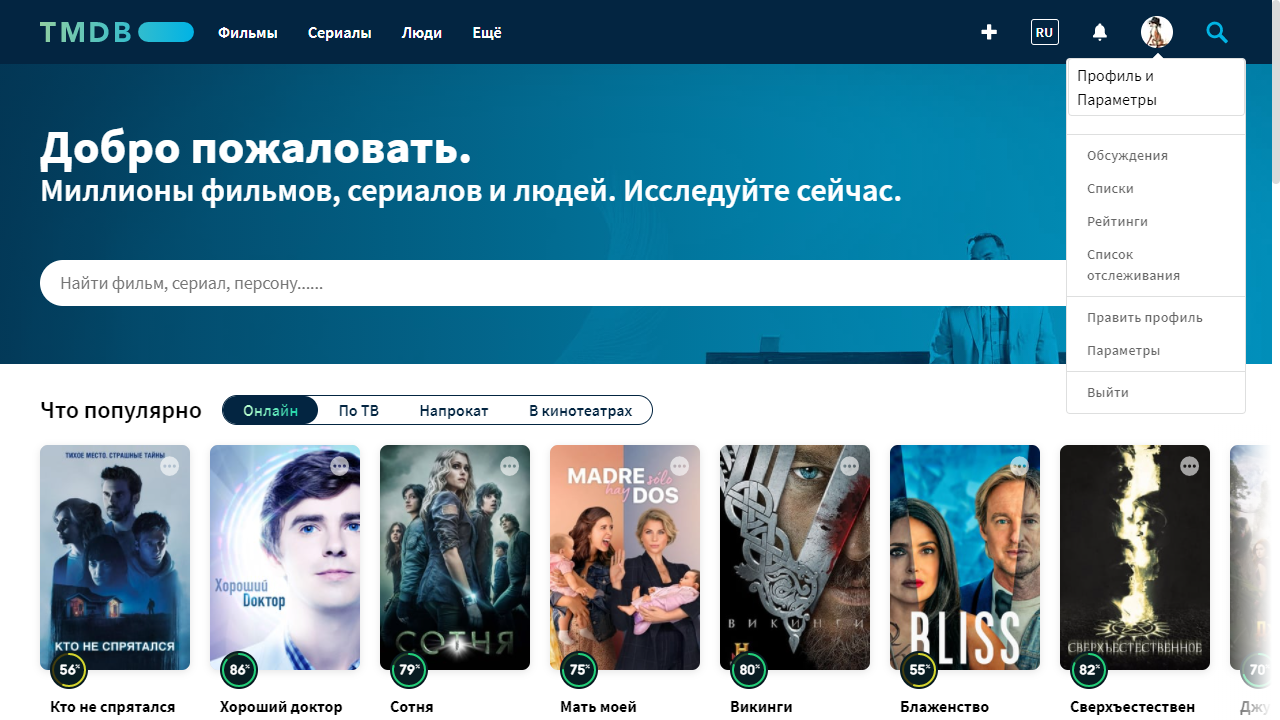 TMDB
Фильмы
Сериалы
Люди
Ещё
RU
Профиль и
Параметры
Обсуждения
Списки
Рейтинги
Список
отслеживания
Править профиль
Параметры
Выйти
Добро пожаловать.
Миллионы фильмов, сериалов и людей. Исследуйте сейчас.
Найти фильм, сериал, персону......
Что популярно
Онлайн
По ТВ
Напрокат
В кинотеатрах
ТИХОЕ МЕСТО. СТРАШНЫЕ ТАЙНЫ
КТО НЕ СПРЯТАЛСЯ
Хороший
Доктор
СОТНЯ
MADRE sólo
hay DOS
ВИКИНГИ
BLISS
СВЕРХЪЕСТЕСТВЕННОЕ
56%
86%
79%
75%
80%
55%
82%
70
Кто не спрятался
Хороший доктор
Сотня
Мать моей
Викинги
Блаженство
Сверхъестествен
Джу